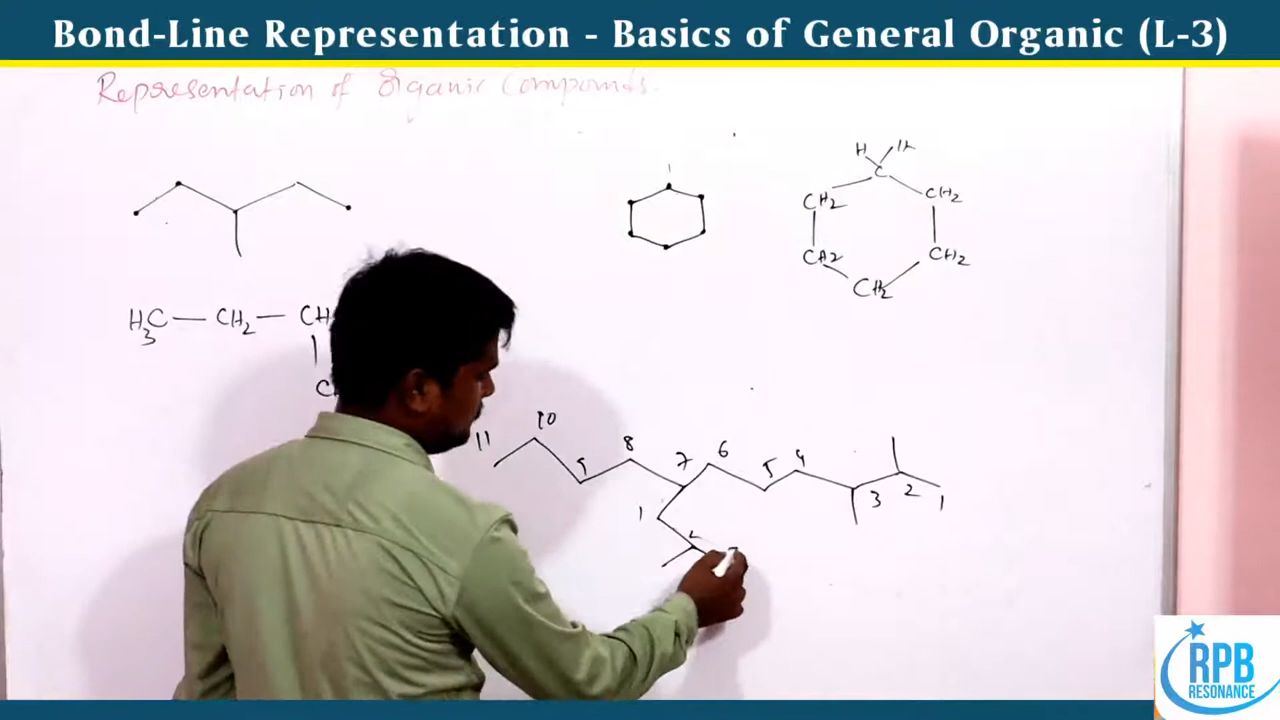 Bond-Line Representation - Basics of General Organic (L-3)
Representation of Organic Compounds.
H
C
CH2 CH2
CH2 CH2
CH2
H3C — CH2 — CH
C
11 10 9 8 7 6 5 4 3 2 1
1
RPB
RESONANCE